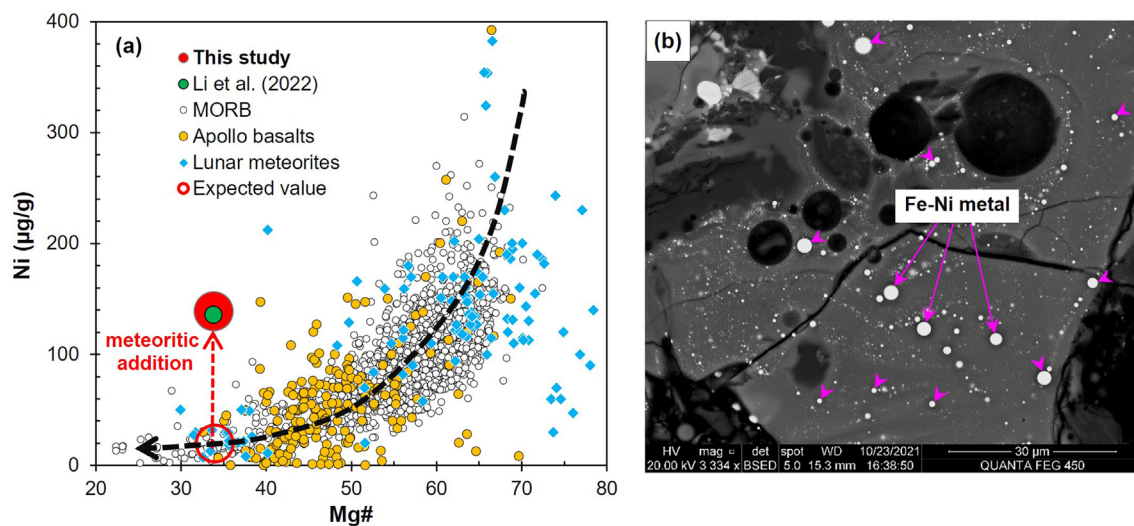 (a)
This study
Li et al. (2022)
MORB
Apollo basalts
Lunar meteorites
Expected value
meteoritic
addition
Ni (µg/g)
400
300
200
100
0
20 30 40 50 60 70 80
Mg#
(b)
Fe-Ni metal
HV mag □ det spot WD 10/23/2021 30 µm
20.00 kV 3 334 x BSED 5.0 15.3 mm 16:38:50 QUANTA FEG 450